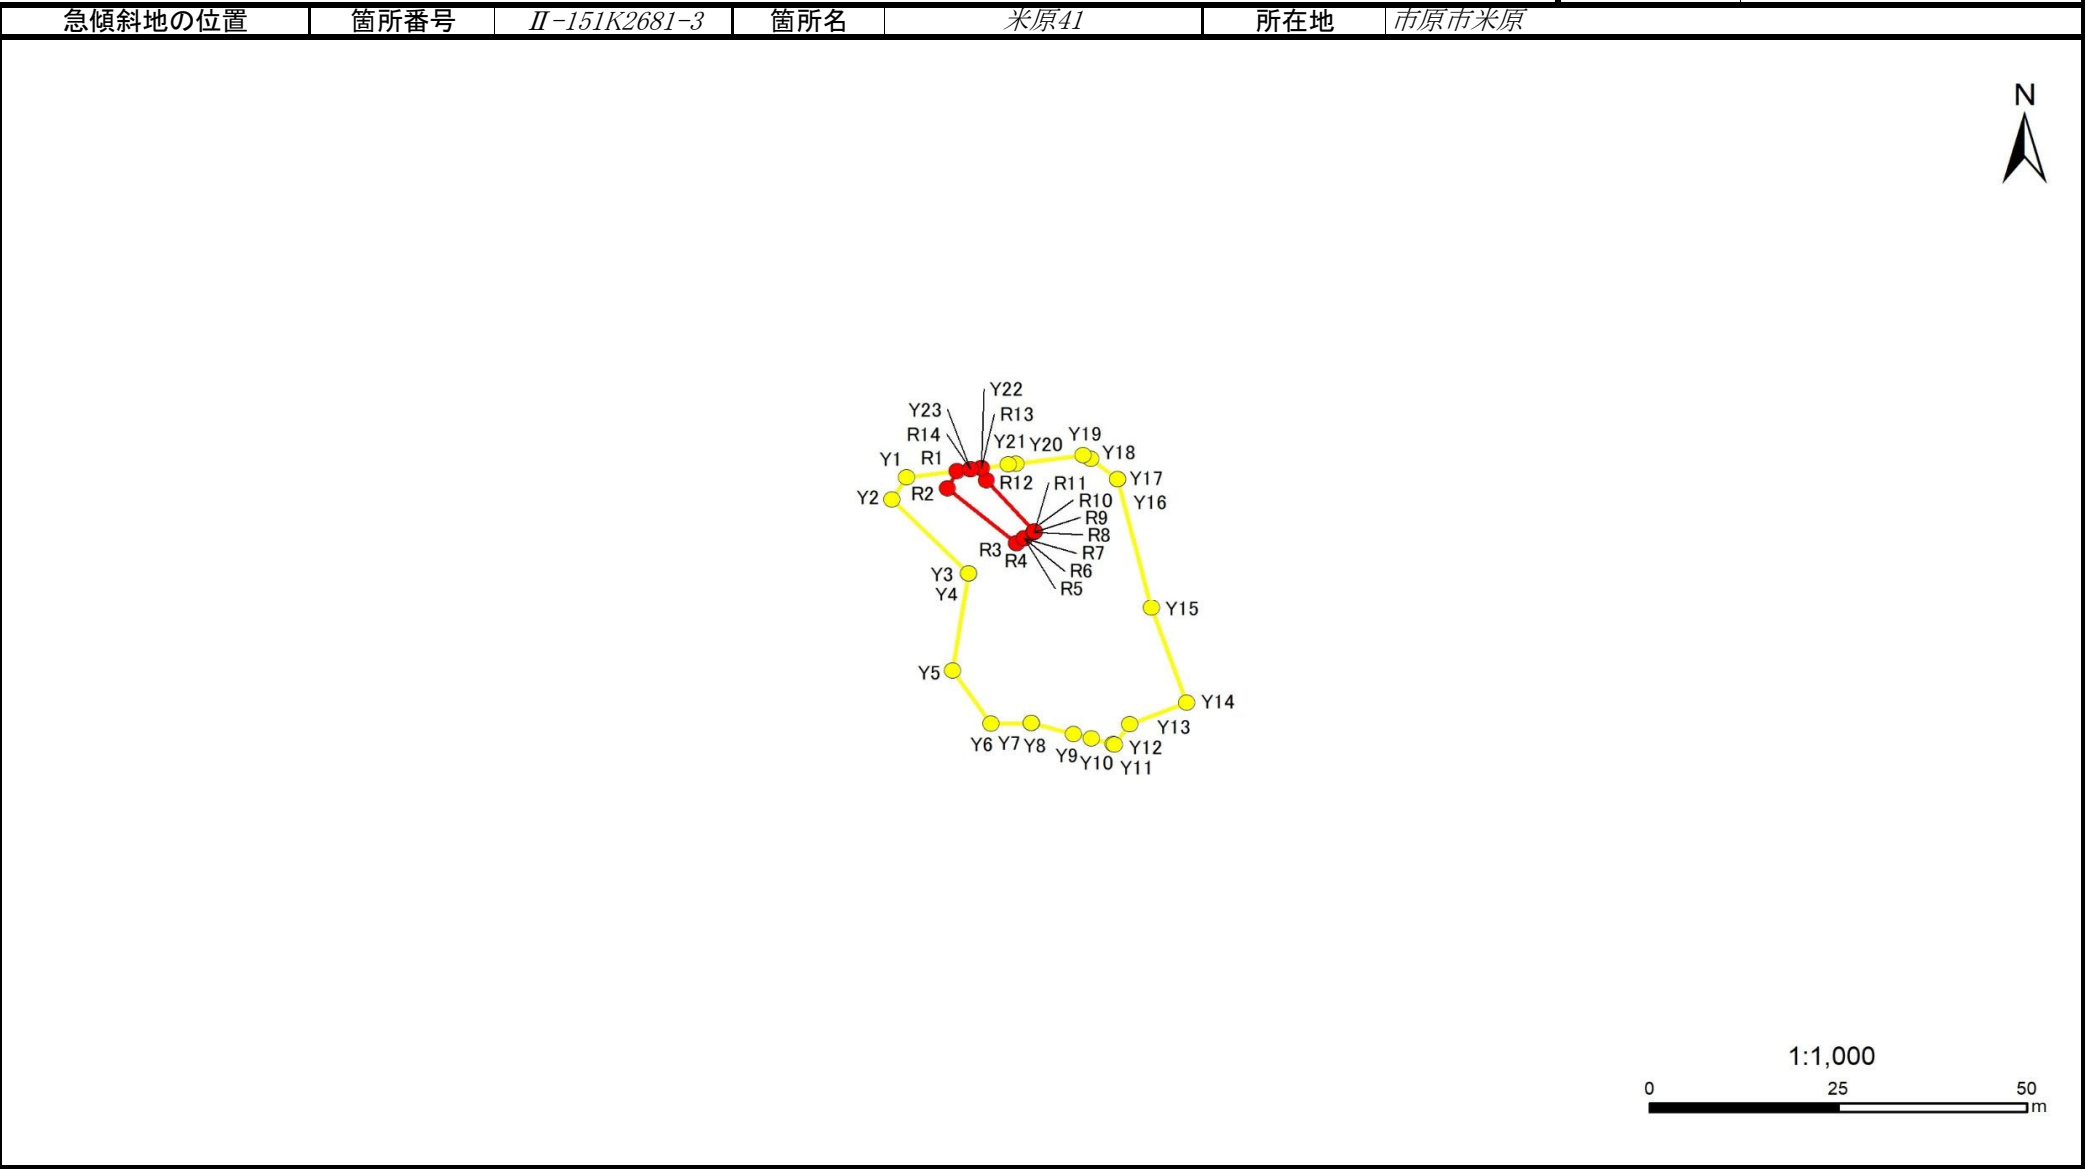 急傾斜地の位置 箇所番号 Ⅱ-151K2681-3 箇所名 米原41 所在地 市原市米原
N
Y22
Y23 R13
R14 Y21 Y20 Y19
Y1 R1 Y18
Y2 R2 R12 R11 Y17
R10 Y16
R9
R8
R3 R7
R4 R6
Y3 R5
Y4
Y15
Y5
Y14
Y13
Y6 Y7 Y8 Y12
Y9 Y10 Y11
1:1,000
0 25 50
m